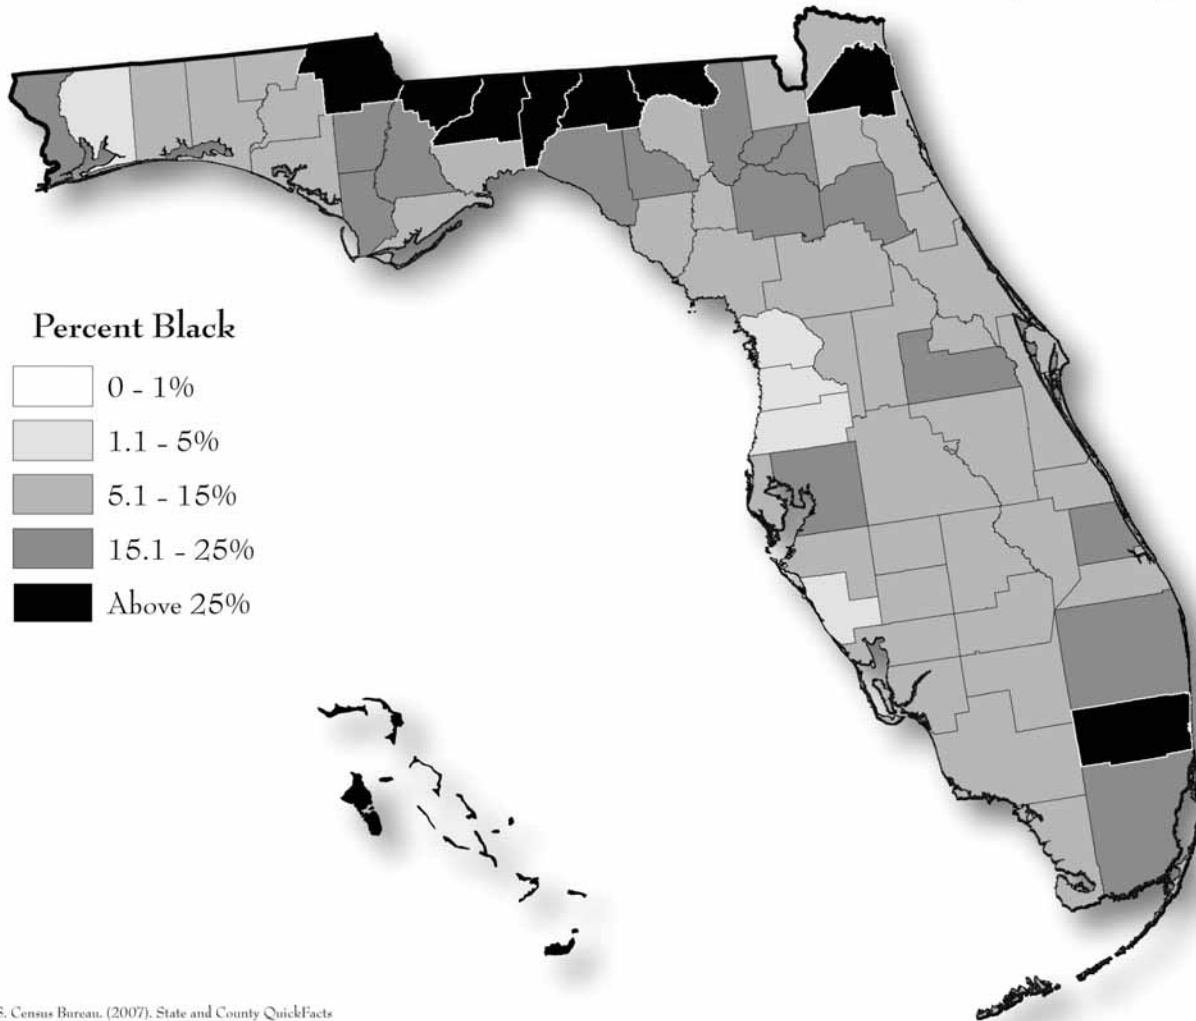 Percent Black
0 - 1%
1.1 - 5%
5.1 - 15%
15.1 - 25%
Above 25%
S. Census Bureau. (2007). State and County QuickFacts